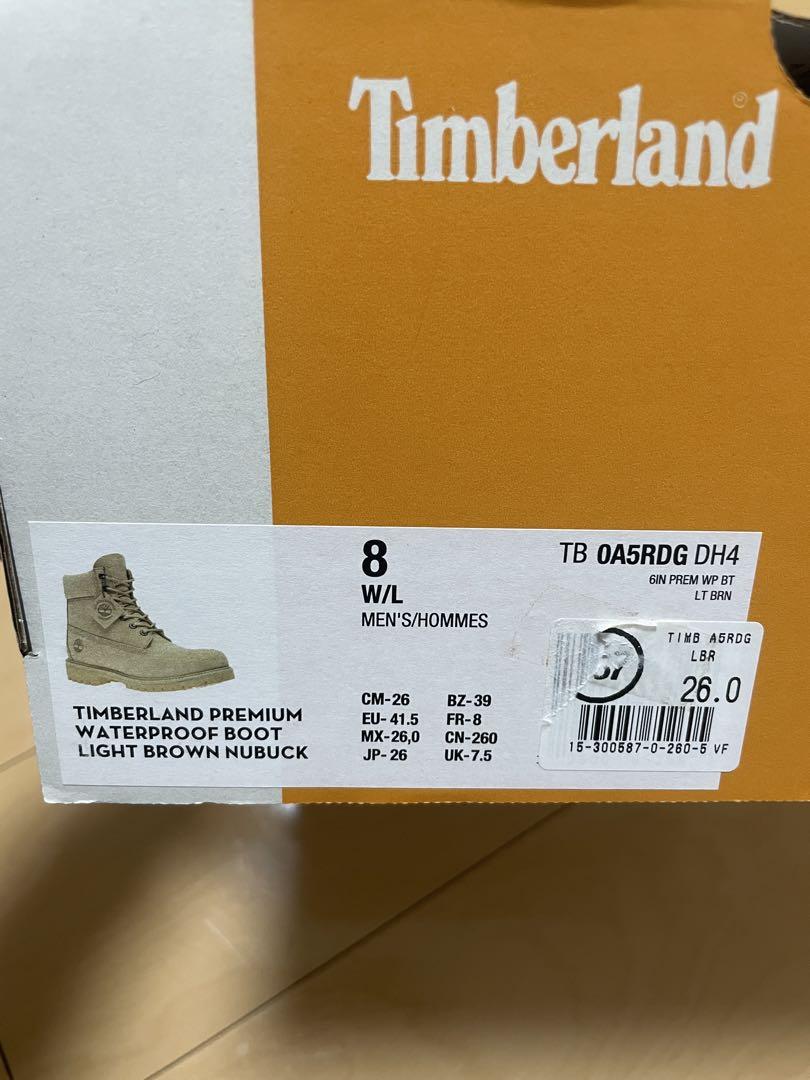 Timberland®
8
W/L
MEN'S/HOMMES
TB 0A5RDG DH4
6IN PREM WP BT
LT BRN
TIMBERLAND PREMIUM
WATERPROOF BOOT
LIGHT BROWN NUBUCK
CM-26 BZ-39
EU- 41.5 FR-8
MX-26,0 CN-260
JP-26 UK-7.5
TIMB A5RDG
LBR
26.0
15-300587-0-260-5 VF